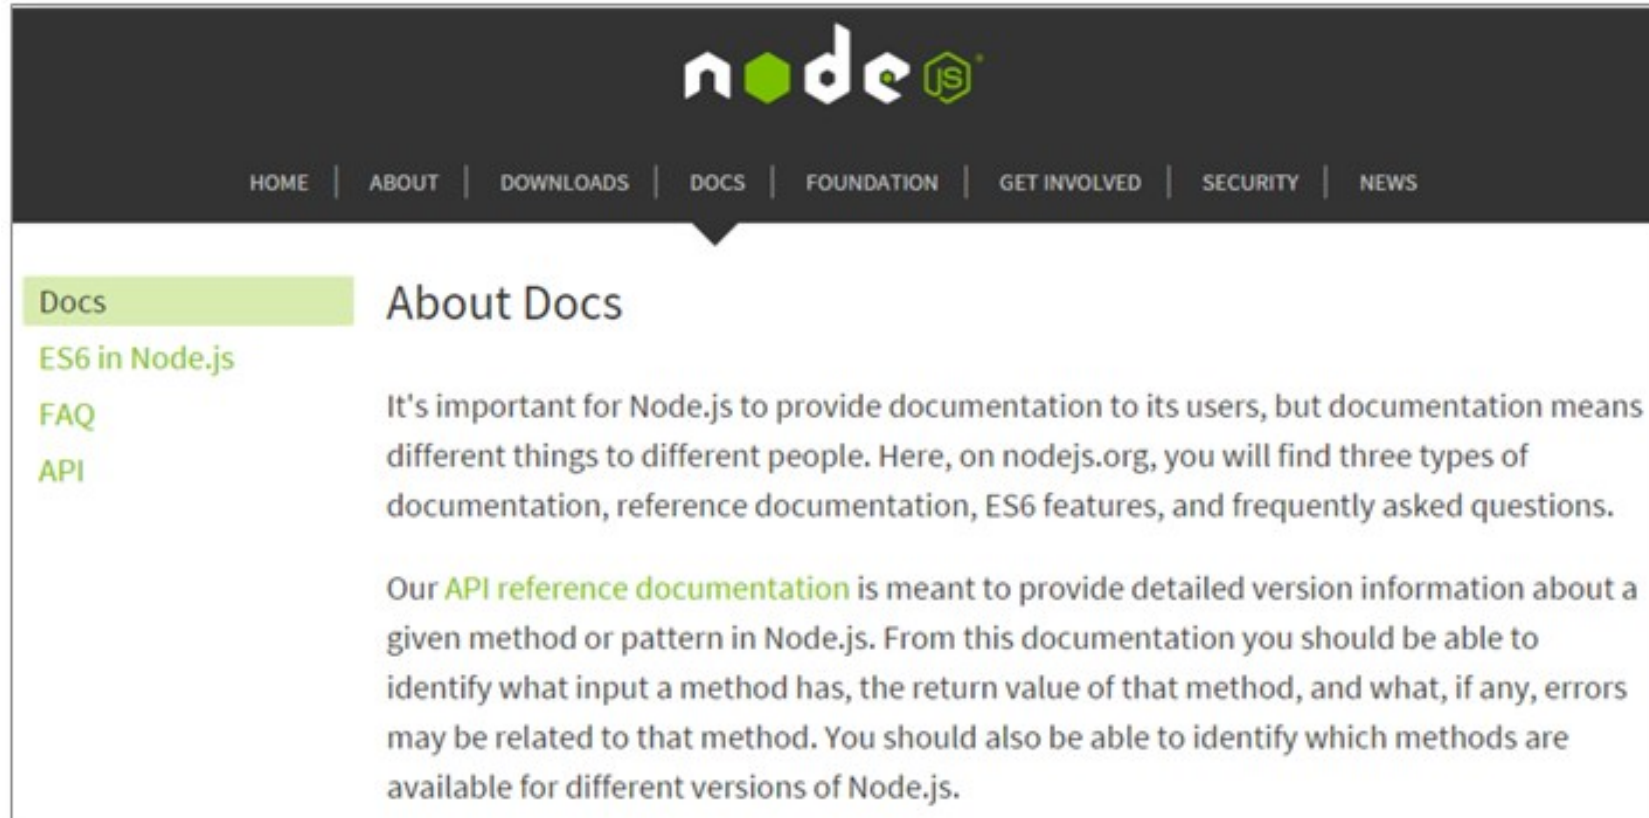 node JS
HOME | ABOUT | DOWNLOADS | DOCS | FOUNDATION | GET INVOLVED | SECURITY | NEWS
Docs
ES6 in Node.js
FAQ
API
About Docs
It's important for Node.js to provide documentation to its users, but documentation means
different things to different people. Here, on nodejs.org, you will find three types of
documentation, reference documentation, ES6 features, and frequently asked questions.
Our API reference documentation is meant to provide detailed version information about a
given method or pattern in Node.js. From this documentation you should be able to
identify what input a method has, the return value of that method, and what, if any, errors
may be related to that method. You should also be able to identify which methods are
available for different versions of Node.js.